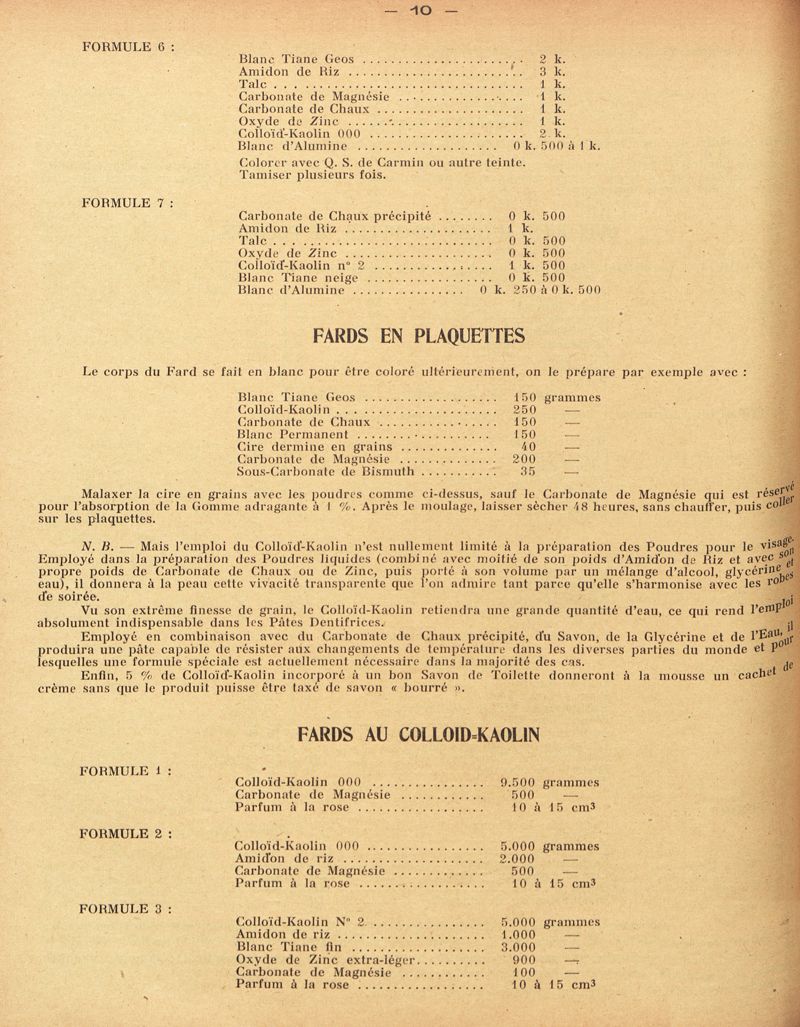 — 10 —
FORMULE 6 :
Blanc Tiane Geos ........................ 2 k.
Amidon de Riz ........................ 3 k.
Talc ........................ 1 k.
Carbonate de Magnésie ........................ 1 k.
Carbonate de Chaux ........................ 1 k.
Oxyde de Zinc ........................ 1 k.
Colloïd-Kaolin 000 ........................ 2 k.
Blanc d'Alumine .................... 0 k. 500 à 1 k.
Colorer avec Q. S. de Carmin ou autre teinte.
Tamiser plusieurs fois.
FORMULE 7 :
Carbonate de Chaux précipité ........ 0 k. 500
Amidon de Riz ..................... 1 k.
Talc ............................... 0 k. 500
Oxyde de Zinc ..................... 0 k. 500
Colloïd-Kaolin n° 2 ................. 1 k. 500
Blanc Tiane neige .................. 0 k. 500
Blanc d'Alumine ................ 0 k. 250 à 0 k. 500
FARDS EN PLAQUETTES
Le corps du Fard se fait en blanc pour être coloré ultérieurement, on le prépare par exemple avec :
Blanc Tiane Geos ................... 150 grammes
Colloïd-Kaolin ....................... 250 —
Carbonate de Chaux ................. 150 —
Blanc Permanent ................... 150 —
Cire dermine en grains .............. 40 —
Carbonate de Magnésie .............. 200 —
Sous-Carbonate de Bismuth ........... 35 —
Malaxer la cire en grains avec les poudres comme ci-dessus, sauf le Carbonate de Magnésie qui est réservé
pour l'absorption de la Gomme adragante à 1 %. Après le moulage, laisser sècher 48 heures, sans chauffer, puis coller
sur les plaquettes.
N. B. — Mais l'emploi du Colloïd-Kaolin n'est nullement limité à la préparation des Poudres pour le visage.
Employé dans la préparation des Poudres liquides (combiné avec moitié de son poids d'Amidon de Riz et avec son
propre poids de Carbonate de Chaux ou de Zinc, puis porté à son volume par un mélange d'alcool, glycérine et
eau), il donnera à la peau cette vivacité transparente que l'on admire tant parce qu'elle s'harmonise avec les robes
de soirée.
Vu son extrême finesse de grain, le Colloïd-Kaolin retiendra une grande quantité d'eau, ce qui rend l'emploi
absolument indispensable dans les Pâtes Dentifrices.
Employé en combinaison avec du Carbonate de Chaux précipité, du Savon, de la Glycérine et de l'Eau, il
produira une pâte capable de résister aux changements de température dans les diverses parties du monde et pour
lesquelles une formule spéciale est actuellement nécessaire dans la majorité des cas.
Enfin, 5 % de Colloïd-Kaolin incorporé à un bon Savon de Toilette donneront à la mousse un cachet de
crème sans que le produit puisse être taxé de savon « bourré ».
FARDS AU COLLOID-KAOLIN
FORMULE 1 :
Colloïd-Kaolin 000 ................ 9.500 grammes
Carbonate de Magnésie ............ 500 —
Parfum à la rose .................. 10 à 15 cm³
FORMULE 2 :
Colloïd-Kaolin 000 ................. 5.000 grammes
Amidon de riz .................... 2.000 —
Carbonate de Magnésie ............. 500 —
Parfum à la rose .................. 10 à 15 cm³
FORMULE 3 :
Colloïd-Kaolin N° 2 ................ 5.000 grammes
Amidon de riz ..................... 1.000 —
Blanc Tiane fin ................... 3.000 —
Oxyde de Zinc extra-léger.......... 900 —
Carbonate de Magnésie ............ 100 —
Parfum à la rose .................. 10 à 15 cm³